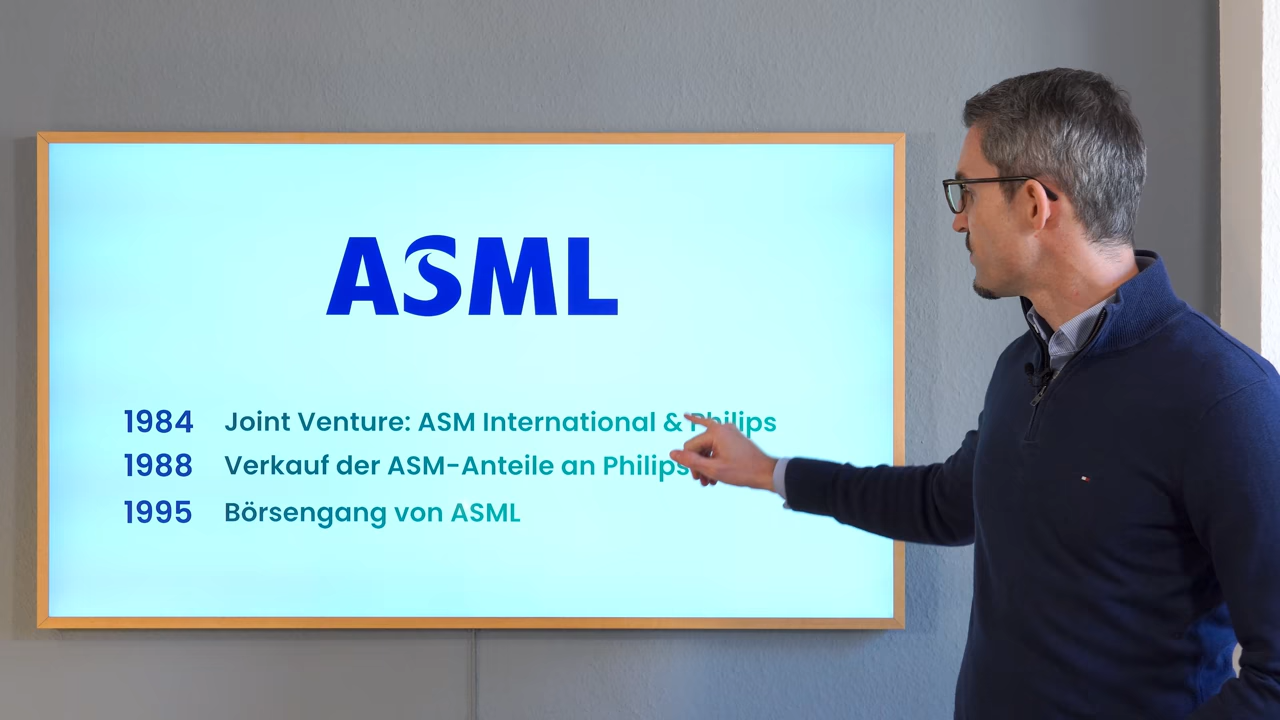 ASML
1984 Joint Venture: ASM International & Philips
1988 Verkauf der ASM-Anteile an Philips
1995 Börsengang von ASML